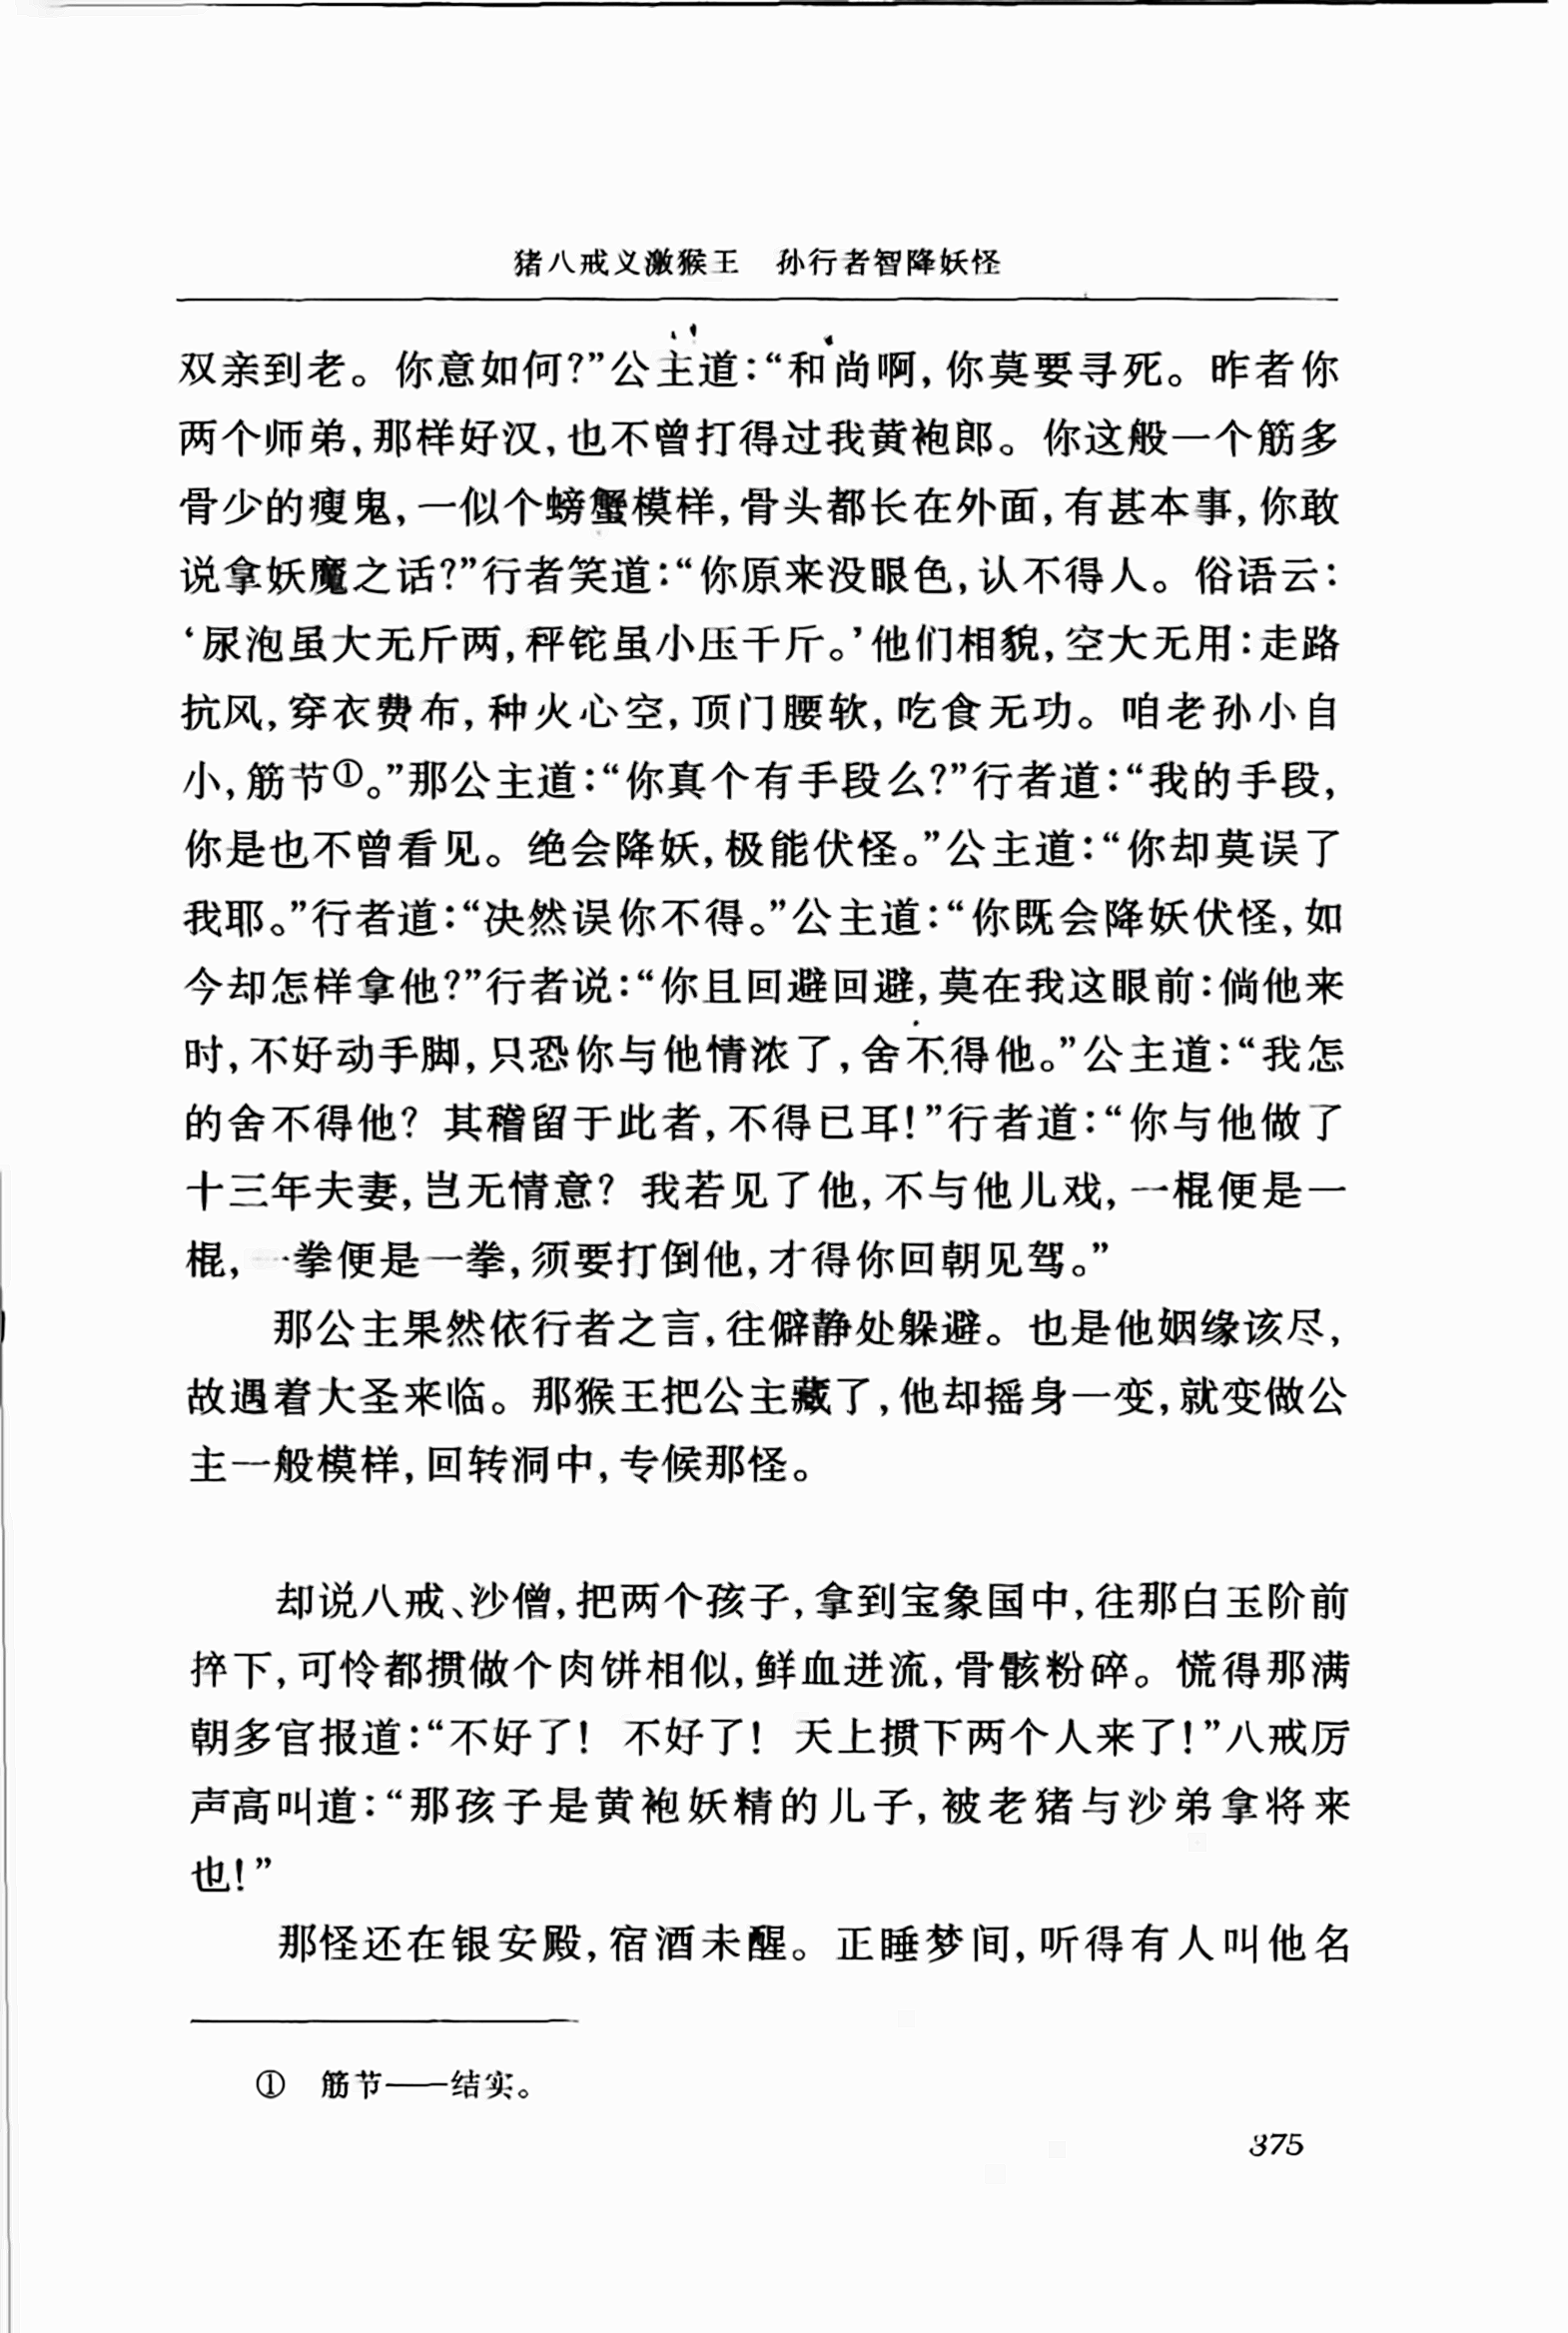 猪八戒义激猴王　孙行者智降妖怪
双亲到老。你意如何?”公主道:“和尚啊,你莫要寻死。昨者你
两个师弟,那样好汉,也不曾打得过我黄袍郎。你这般一个筋多
骨少的瘦鬼,一似个螃蟹模样,骨头都长在外面,有甚本事,你敢
说拿妖魔之话?”行者笑道:“你原来没眼色,认不得人。俗语云:
‘尿泡虽大无斤两,秤铊虽小压千斤。’他们相貌,空大无用:走路
抗风,穿衣费布,种火心空,顶门腰软,吃食无功。咱老孙小自
小,筋节①。”那公主道:“你真个有手段么?”行者道:“我的手段,
你是也不曾看见。绝会降妖,极能伏怪。”公主道:“你却莫误了
我耶。”行者道:“决然误你不得。”公主道:“你既会降妖伏怪,如
今却怎样拿他?”行者说:“你且回避回避,莫在我这眼前:倘他来
时,不好动手脚,只恐你与他情浓了,舍不得他。”公主道:“我怎
的舍不得他? 其稽留于此者,不得已耳!”行者道:“你与他做了
十三年夫妻,岂无情意? 我若见了他,不与他儿戏,一棍便是一
棍,一拳便是一拳,须要打倒他,才得你回朝见驾。”
那公主果然依行者之言,往僻静处躲避。也是他姻缘该尽,
故遇着大圣来临。那猴王把公主藏了,他却摇身一变,就变做公
主一般模样,回转洞中,专候那怪。
却说八戒、沙僧,把两个孩子,拿到宝象国中,往那白玉阶前
捽下,可怜都掼做个肉饼相似,鲜血迸流,骨骸粉碎。慌得那满
朝多官报道:“不好了! 不好了! 天上掼下两个人来了!”八戒厉
声高叫道:“那孩子是黄袍妖精的儿子,被老猪与沙弟拿将来
也!”
那怪还在银安殿,宿酒未醒。正睡梦间,听得有人叫他名
①　筋节——结实。
375